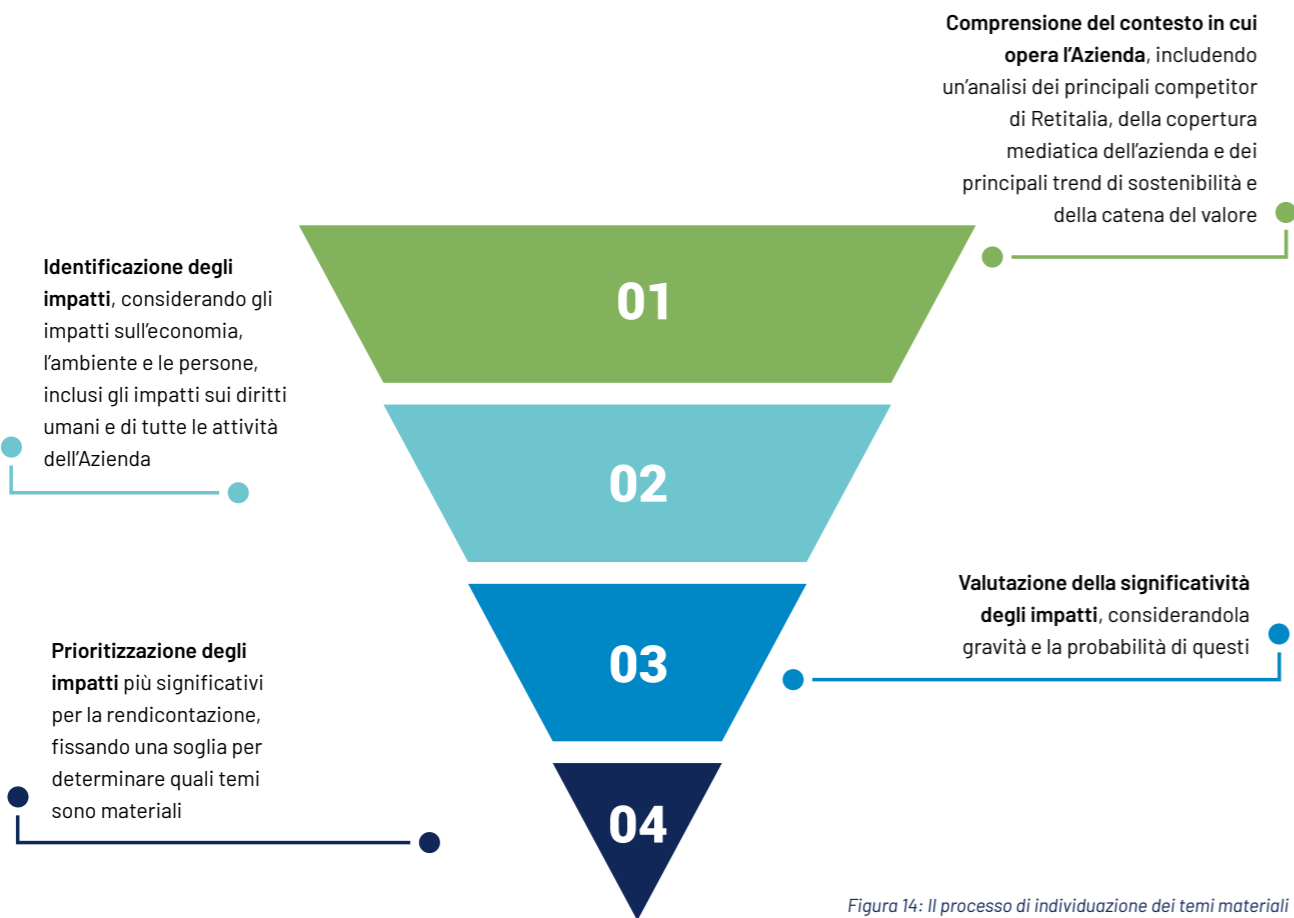 Comprensione del contesto in cui
opera l'Azienda, includendo
un'analisi dei principali competitor
di Retitalia, della copertura
mediatica dell'azienda e dei
principali trend di sostenibilità e
della catena del valore
01
Identificazione degli
impatti, considerando gli
impatti sull'economia,
l'ambiente e le persone,
inclusi gli impatti sui diritti
umani e di tutte le attività
dell'Azienda
02
Valutazione della significatività
degli impatti, considerandola
gravità e la probabilità di questi
03
Prioritizzazione degli
impatti più significativi
per la rendicontazione,
fissando una soglia per
determinare quali temi
sono materiali
04
Figura 14: Il processo di individuazione dei temi materiali